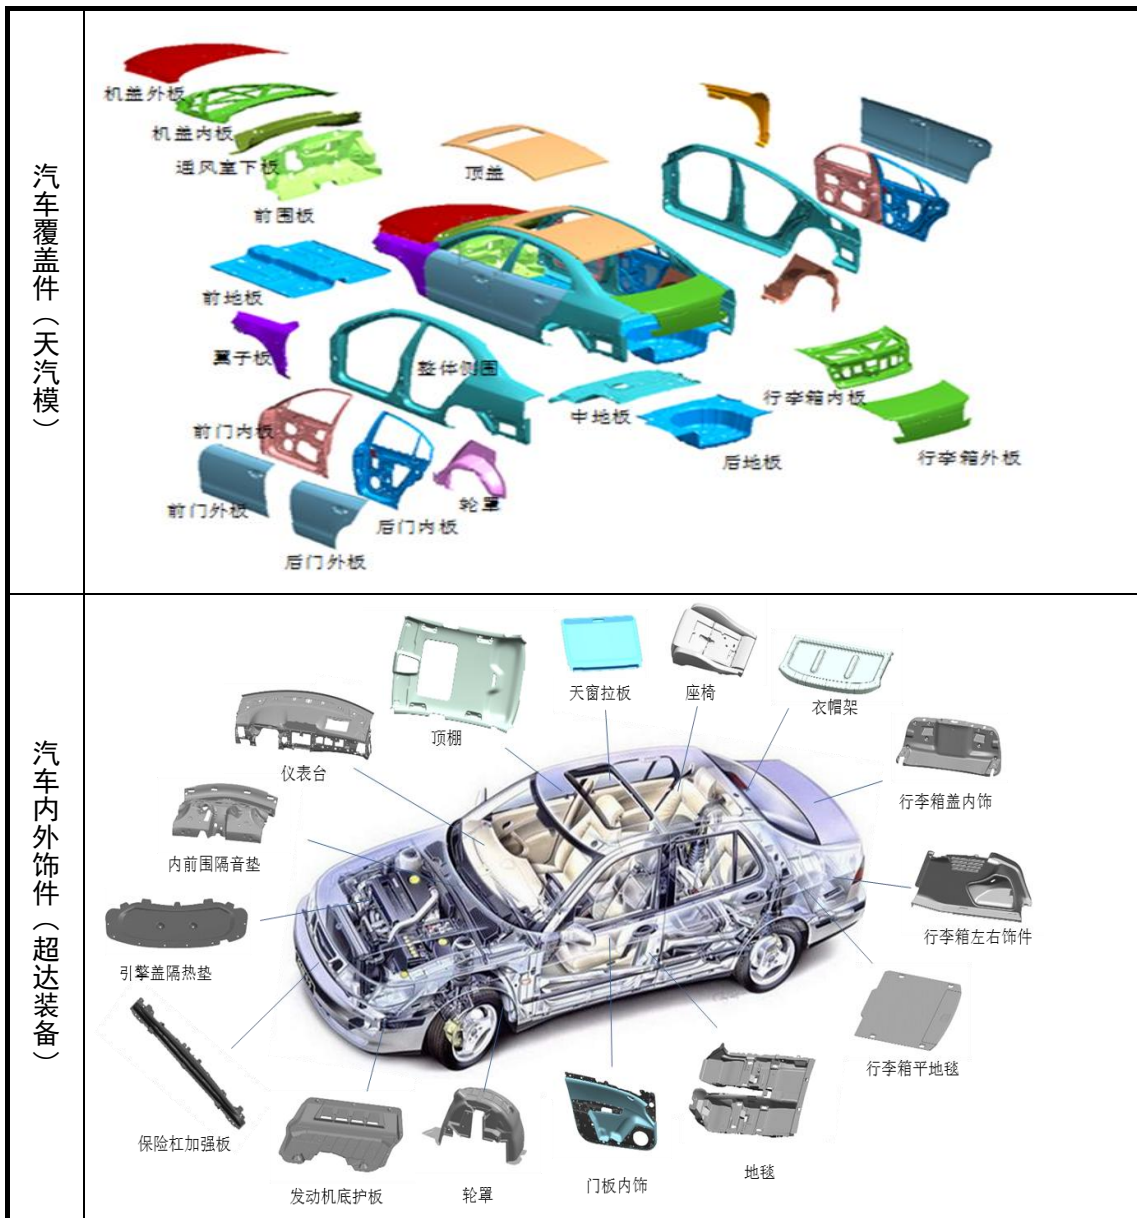 汽车覆盖件（天汽模）
机盖外板
机盖内板
通风室下板
前围板
顶盖
前地板
翼子板
整体侧围
中地板
行李箱内板
前门内板
后地板
行李箱外板
前门外板
后门内板
轮罩
后门外板
汽车内外饰件（超达装备）
天窗拉板
座椅
衣帽架
顶棚
仪表台
行李箱盖内饰
内前围隔音垫
行李箱左右饰件
引擎盖隔热垫
行李箱平地毯
保险杠加强板
发动机底护板
轮罩
门板内饰
地毯